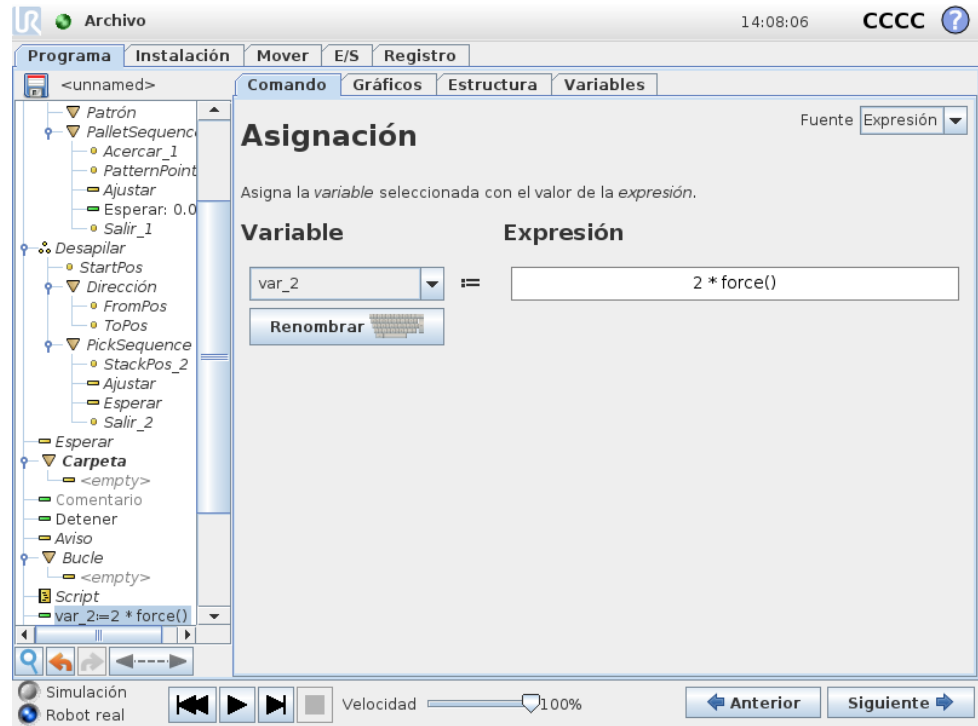 UR Archivo 14:08:06 CCCC ?
Programa Instalación Mover E/S Registro
<unnamed>
Comando Gráficos Estructura Variables
Patrón
PalletSequenc
Acercar_1
PatternPoint
Ajustar
Esperar: 0.0
Salir_1
Desapilar
StartPos
Dirección
FromPos
ToPos
PickSequence
StackPos_2
Ajustar
Esperar
Salir_2
Esperar
Carpeta
<empty>
Comentario
Detener
Aviso
Bucle
<empty>
Script
var_2:=2 * force()
Fuente Expresión
Asignación
Asigna la variable seleccionada con el valor de la expresión.
Variable Expresión
var_2 := 2 * force()
Renombrar
Simulación
Robot real
Velocidad 100%
Anterior Siguiente